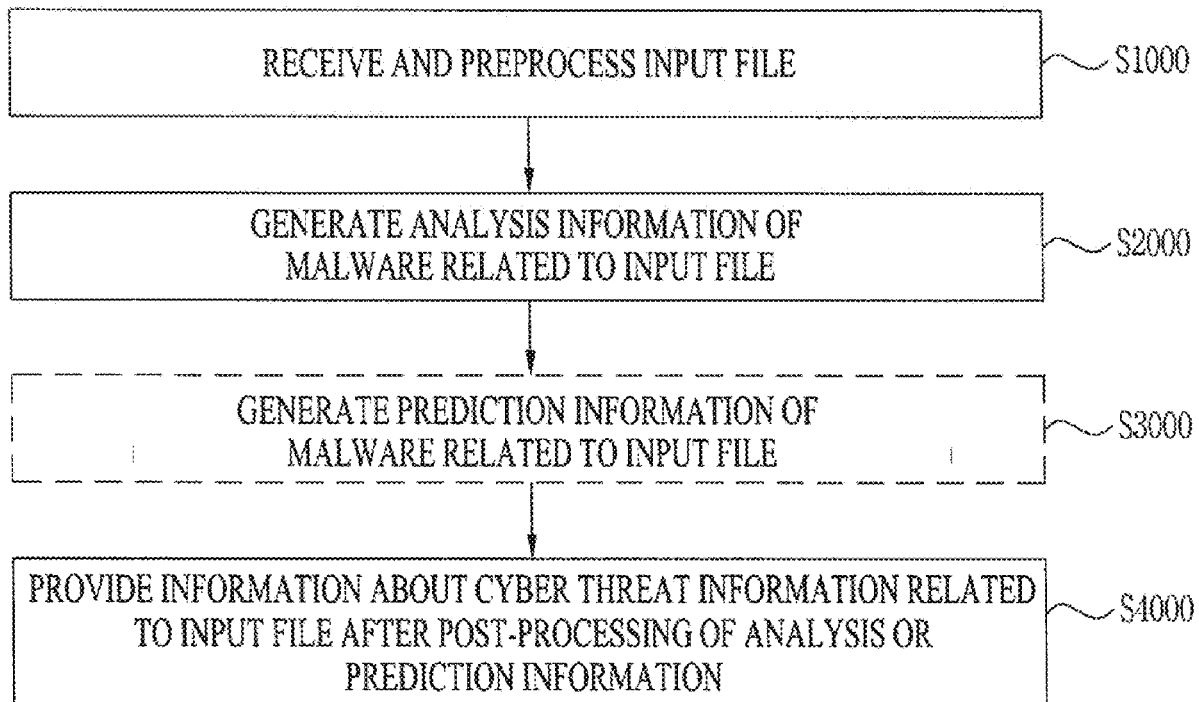 RECEIVE AND PREPROCESS INPUT FILE
S1000
GENERATE ANALYSIS INFORMATION OF
MALWARE RELATED TO INPUT FILE
S2000
GENERATE PREDICTION INFORMATION OF
MALWARE RELATED TO INPUT FILE
S3000
PROVIDE INFORMATION ABOUT CYBER THREAT INFORMATION RELATED
TO INPUT FILE AFTER POST-PROCESSING OF ANALYSIS OR
PREDICTION INFORMATION
S4000